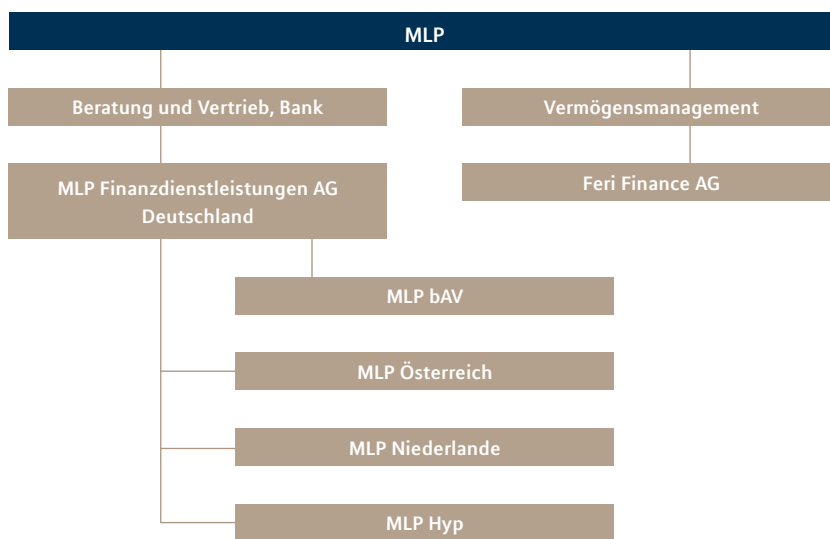 MLP
Beratung und Vertrieb, Bank
Vermögensmanagement
MLP Finanzdienstleistungen AG
Deutschland
Feri Finance AG
MLP bAV
MLP Österreich
MLP Niederlande
MLP Hyp